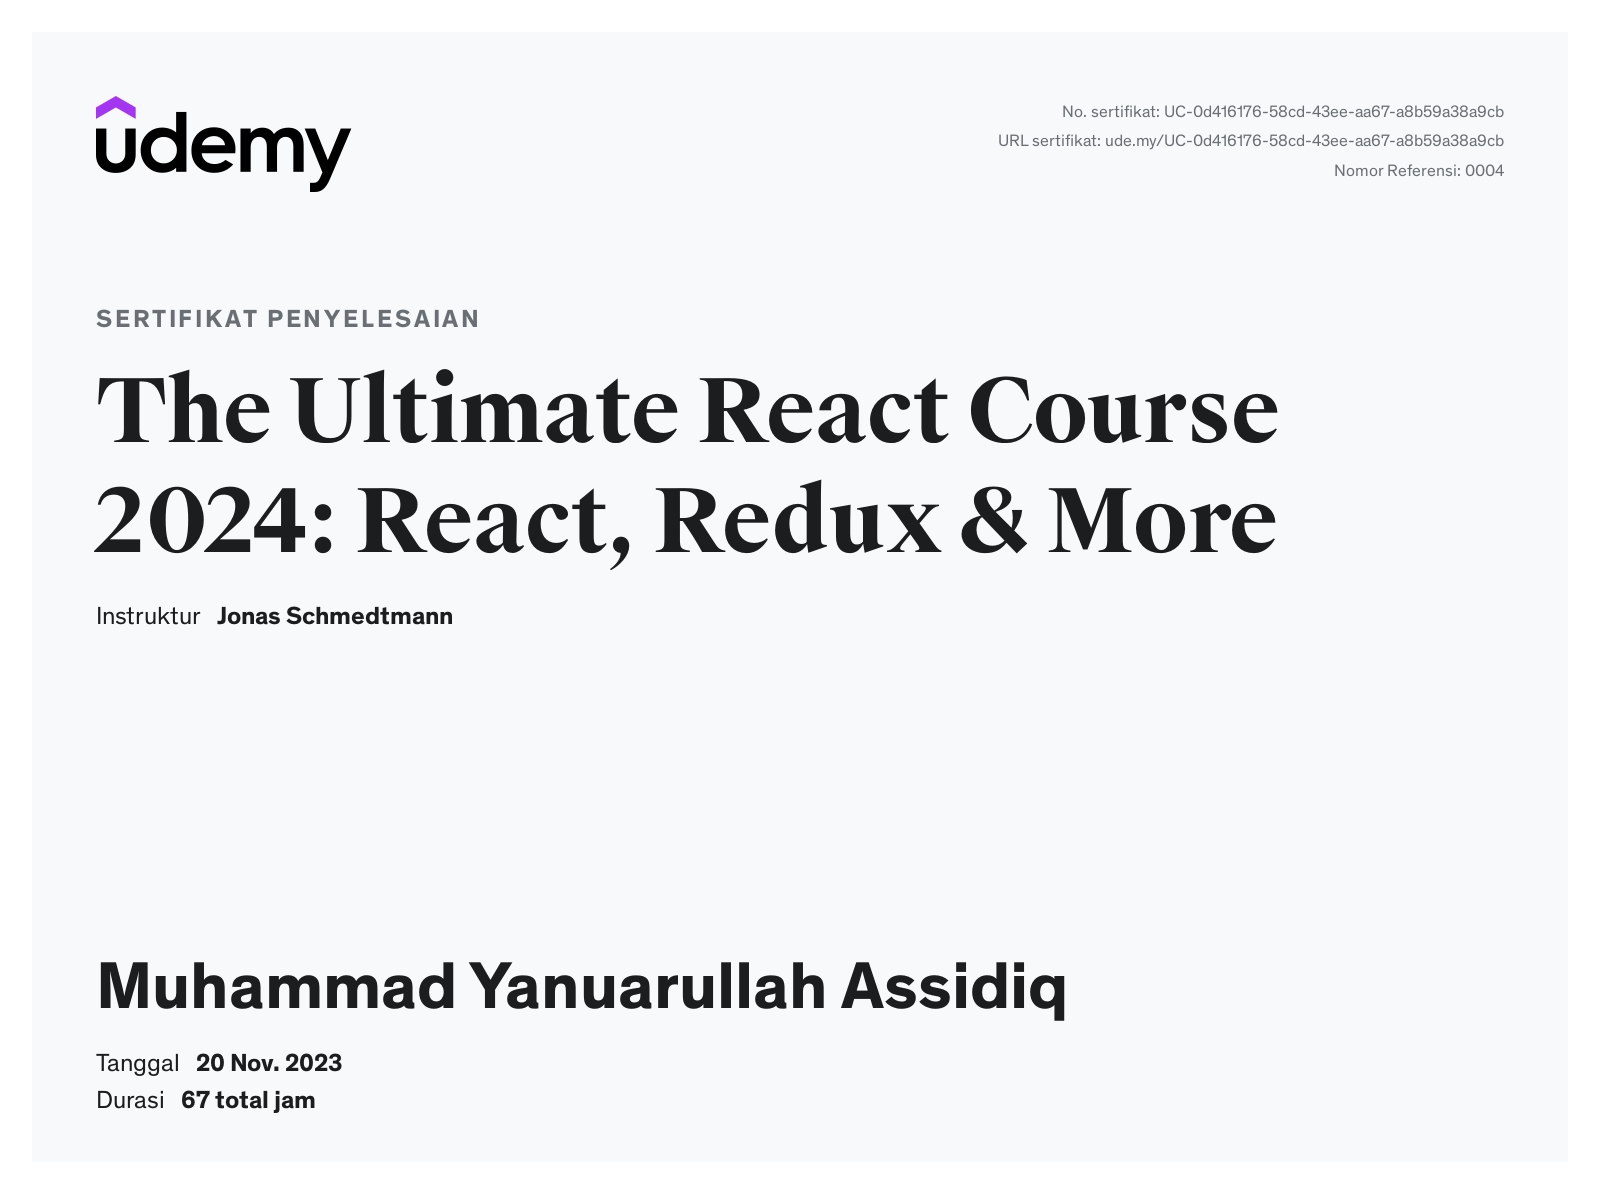 udemy
No. sertifikat: UC-0d416176-58cd-43ee-aa67-a8b59a38a9cb
URL sertifikat: ude.my/UC-0d416176-58cd-43ee-aa67-a8b59a38a9cb
Nomor Referensi: 0004
SERTIFIKAT PENYELESAIAN
The Ultimate React Course
2024: React, Redux & More
Instruktur Jonas Schmedtmann
Muhammad Yanuarullah Assidiq
Tanggal 20 Nov. 2023
Durasi 67 total jam